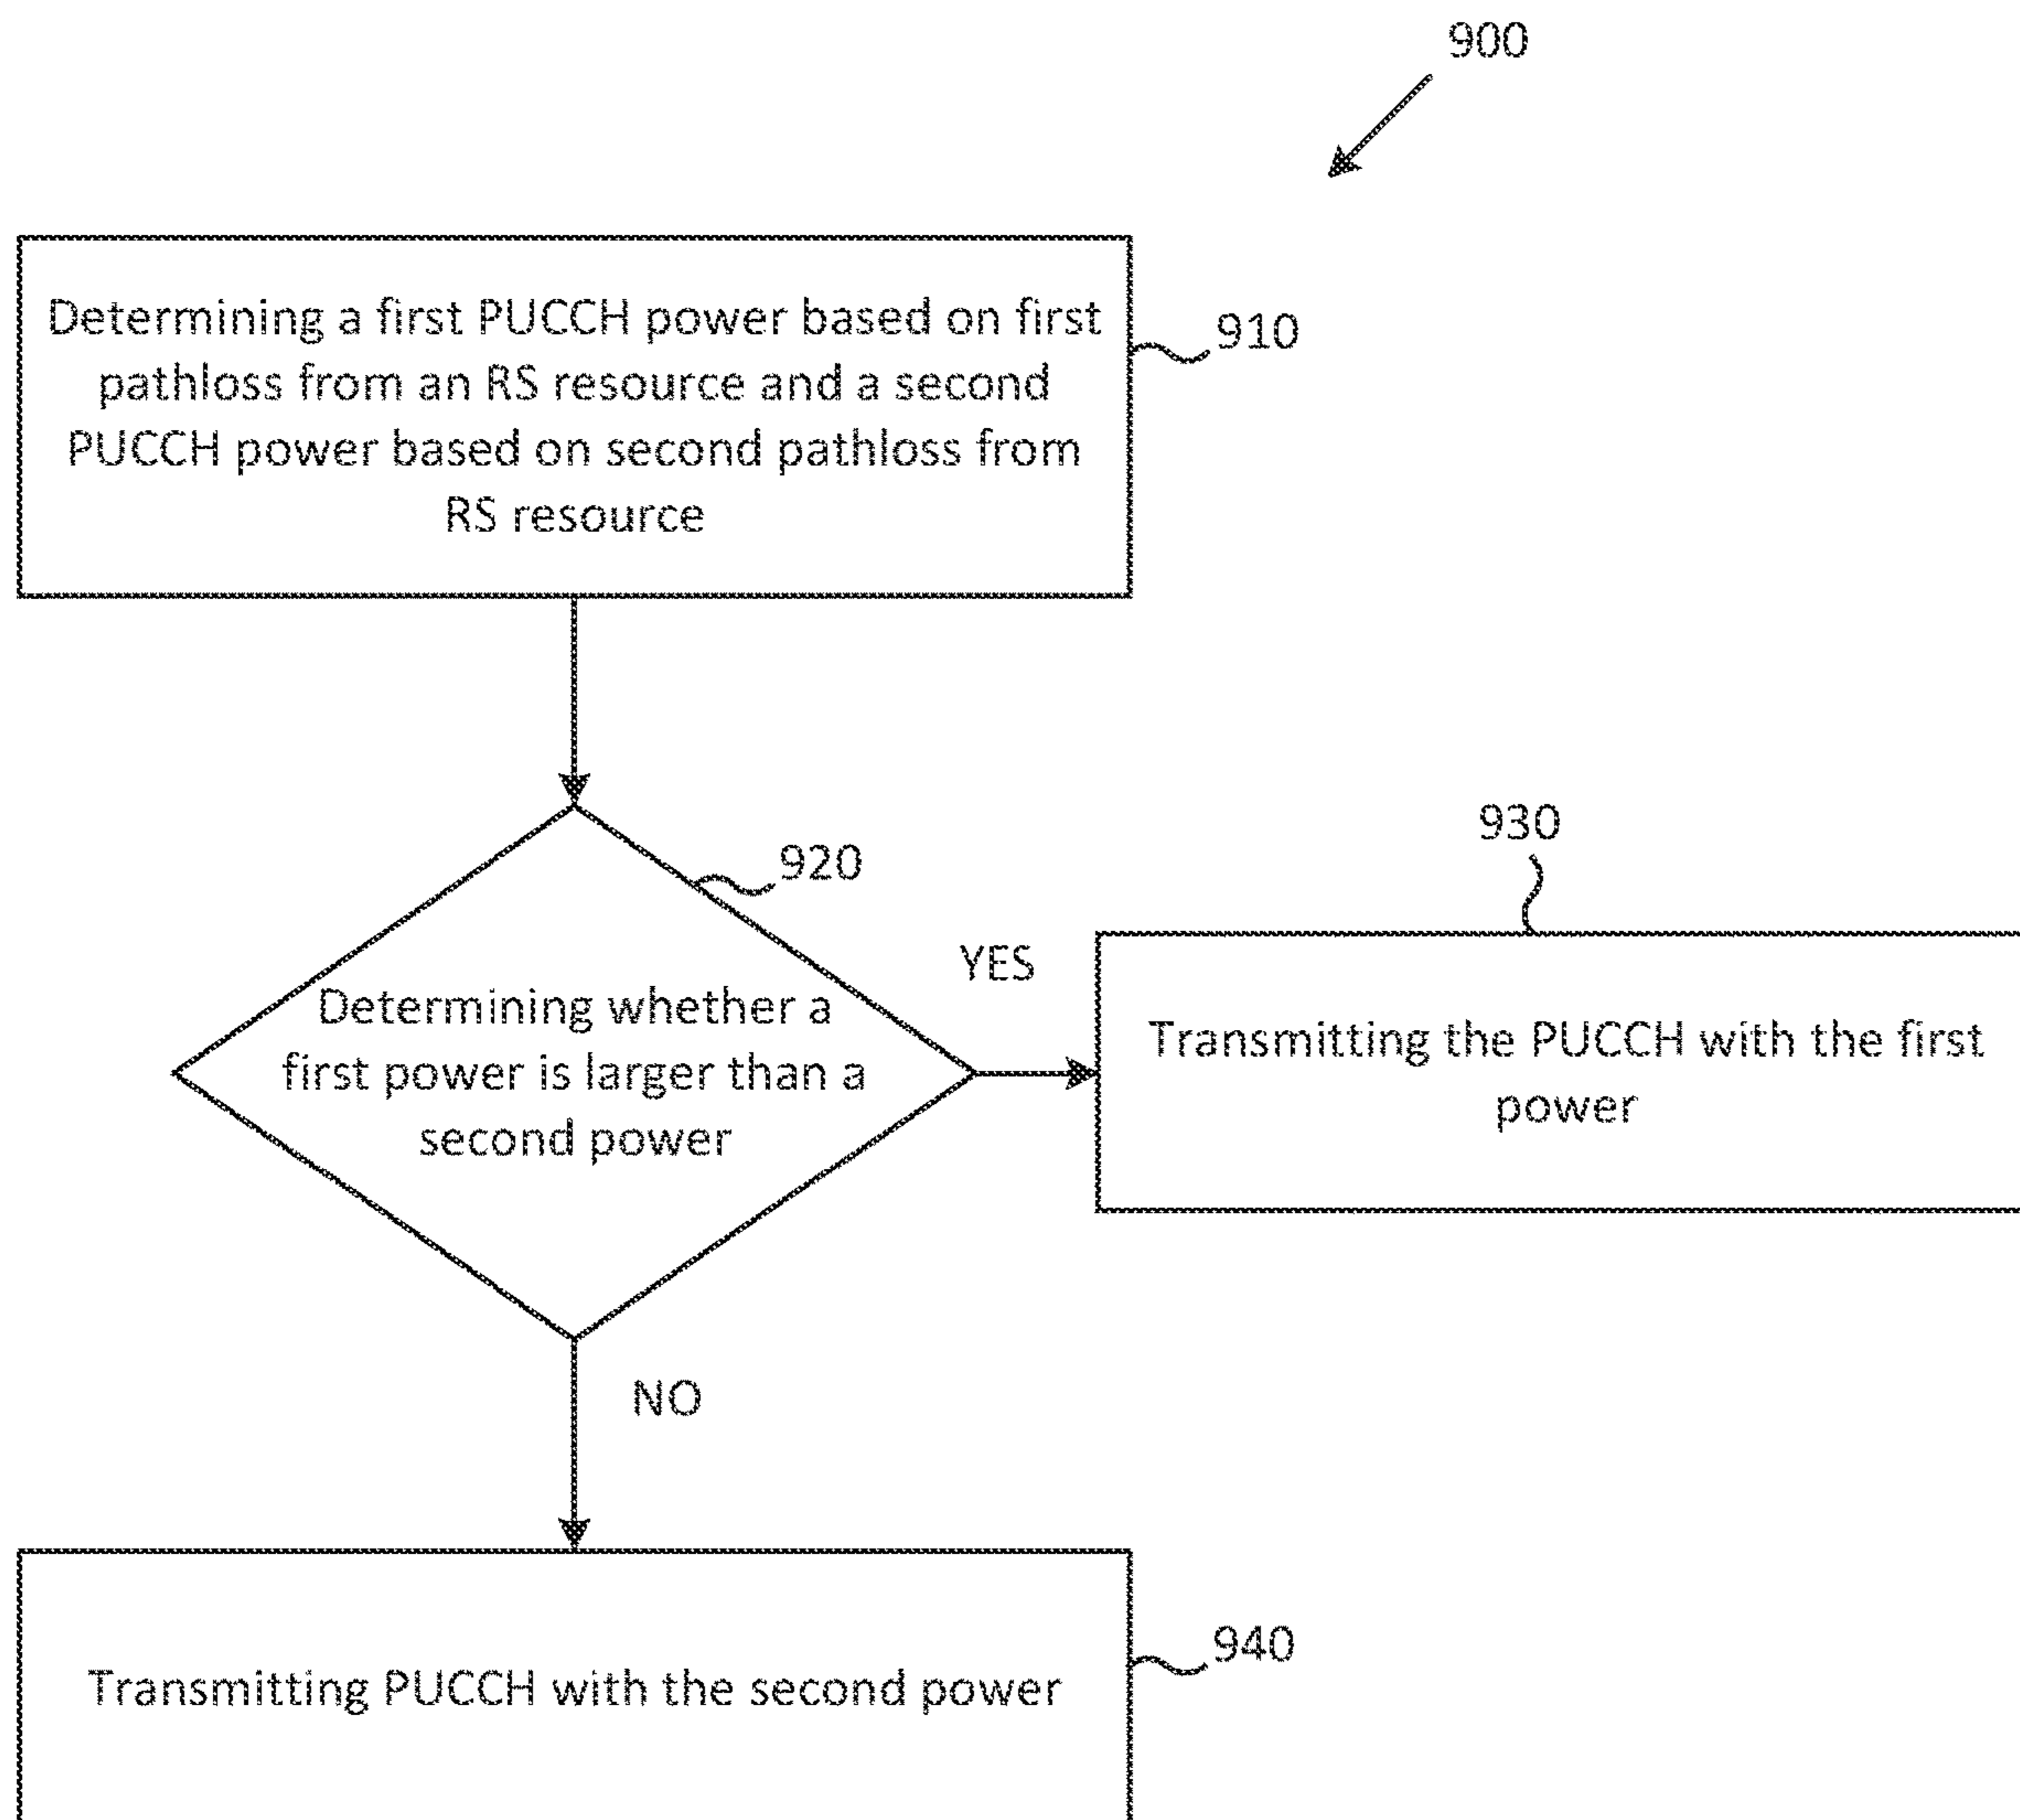 900
Determining a first PUCCH power based on first
pathloss from an RS resource and a second
PUCCH power based on second pathloss from
RS resource
910
920
Determining whether a
first power is larger than a
second power
YES
930
Transmitting the PUCCH with the first
power
NO
Transmitting PUCCH with the second power
940